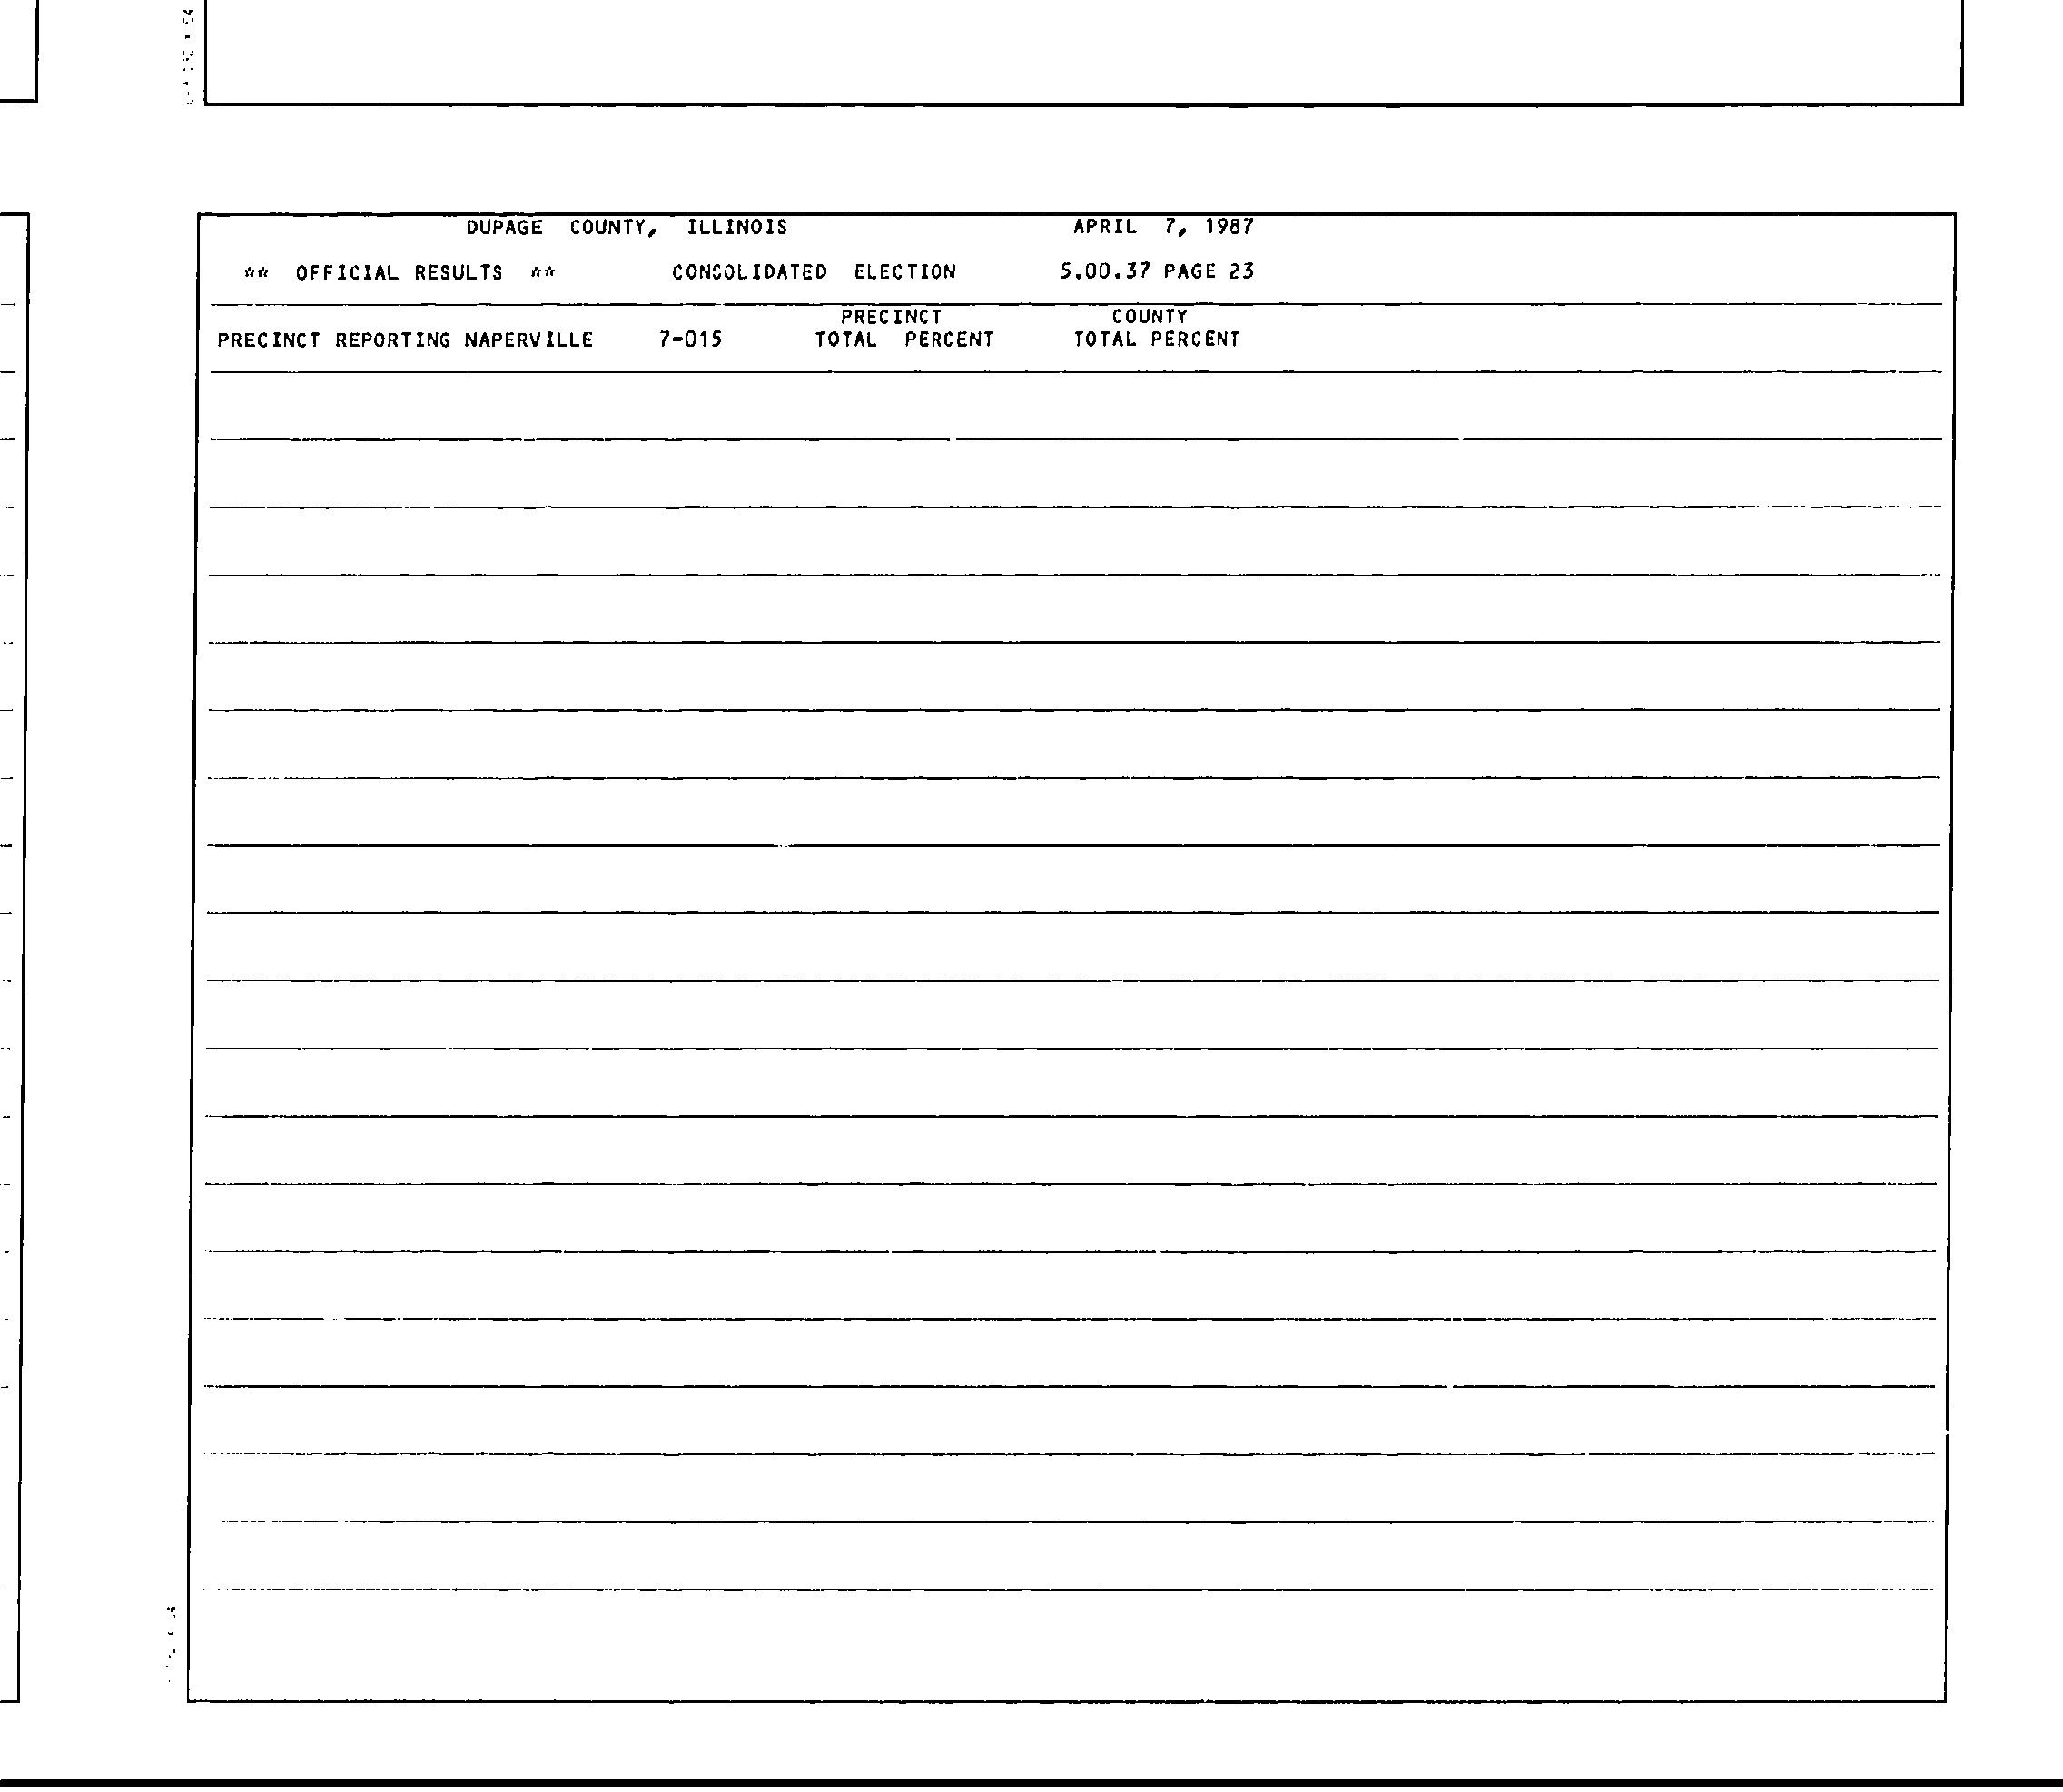 DUPAGE COUNTY, ILLINOIS APRIL 7, 1987
** OFFICIAL RESULTS ** CONSOLIDATED ELECTION 5.00.37 PAGE 23
PRECINCT COUNTY
PRECINCT REPORTING NAPERVILLE 7-015 TOTAL PERCENT TOTAL PERCENT